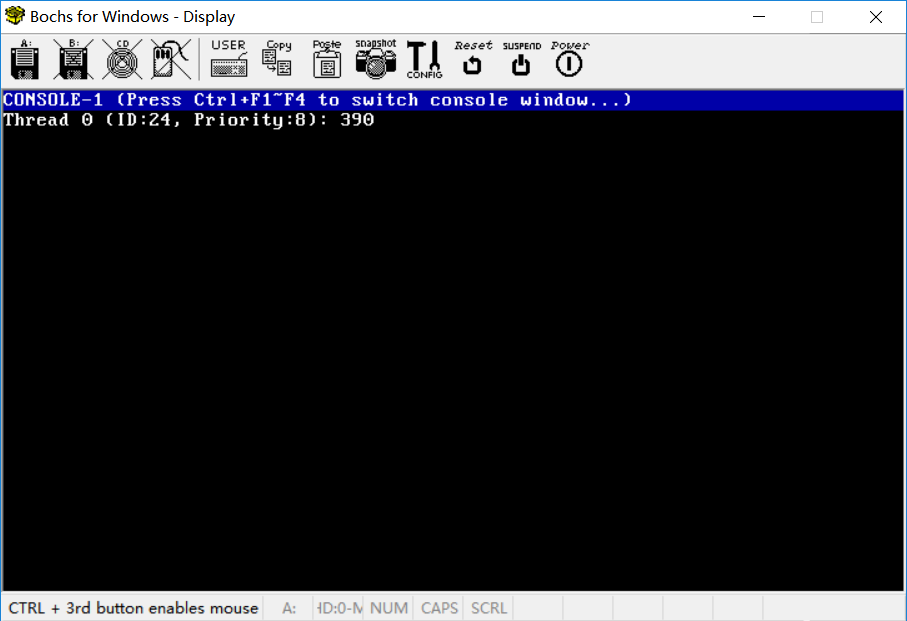 Bochs for Windows - Display
A: B: CD USER Copy Paste snapshot CONFIG Reset SUSPEND Power
CONSOLE-1 (Press Ctrl+F1~F4 to switch console window...)
Thread 0 (ID:24, Priority:8): 390
CTRL + 3rd button enables mouse A: HD:0-M NUM CAPS SCRL